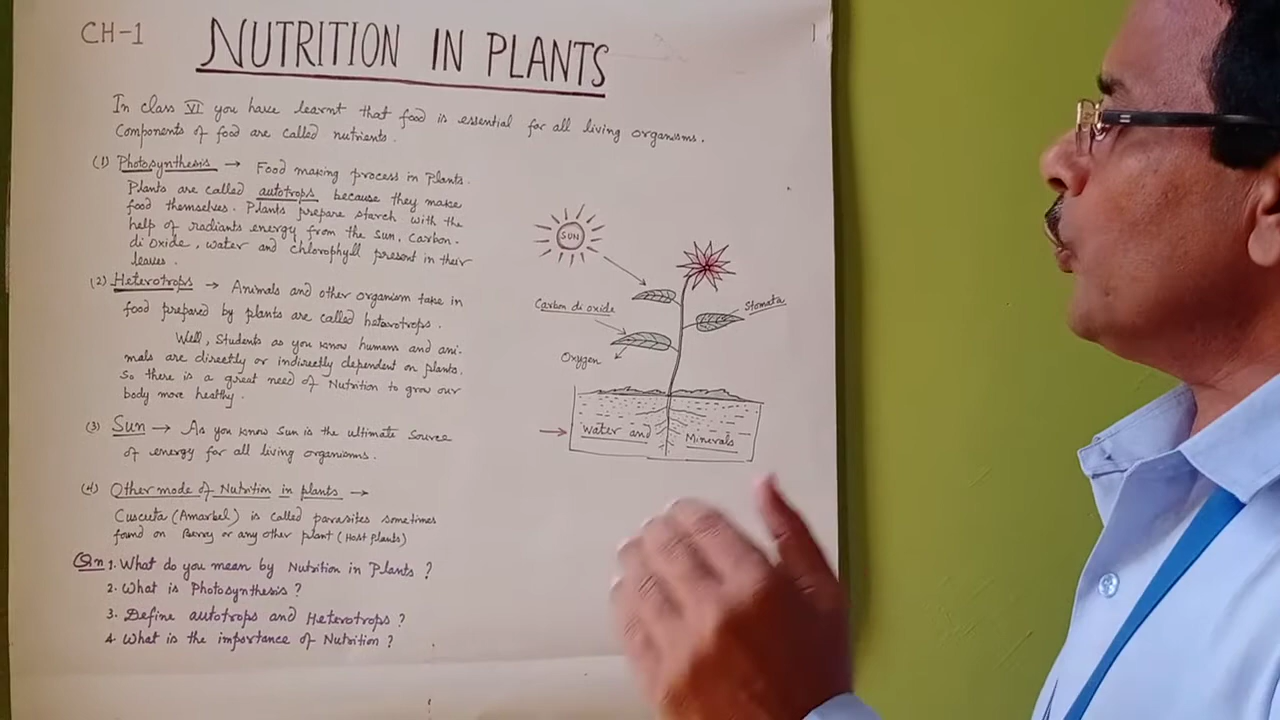 CH-1
NUTRITION IN PLANTS
In class VI you have learnt that food is essential for all living organisms.
Components of food are called nutrients.
(1) Photosynthesis → Food making process in Plants.
Plants are called autotrops because they make
food themselves. Plants prepare starch with the
help of radiants energy from the Sun, Carbon-
di oxide, water and Chlorophyll present in their
leaves.
(2) Heterotrops → Animals and other organism take in
food prepared by plants are called heterotrops.
Well, Students as you know humans and ani-
mals are directly or indirectly dependent on plants.
So there is a great need of Nutrition to grow our
body more healthy.
(3) Sun → As you know Sun is the ultimate Source
of energy for all living organisms.
(4) Other mode of Nutrition in plants →
Cuscuta (Amarbel) is called parasites sometimes
found on Berry or any other plant (Host Plants)
Qn 1. What do you mean by Nutrition in Plants ?
2. What is Photosynthesis ?
3. Define autotrops and Heterotrops ?
4. What is the importance of Nutrition ?
SUN
Carbon di oxide
Stomata
Oxygen
Water and Minerals